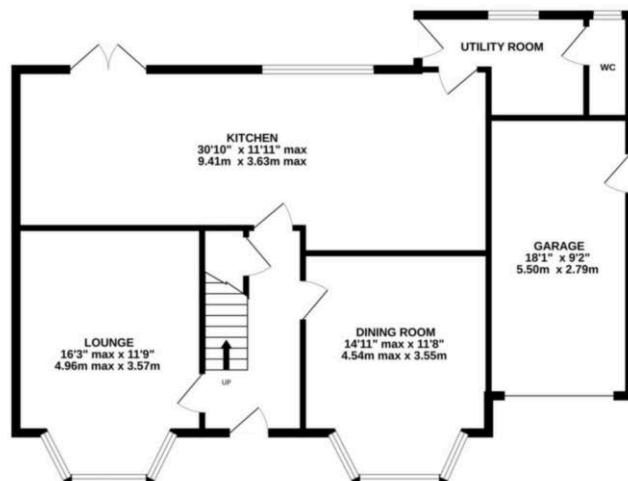 UTILITY ROOM
WC
KITCHEN
30'10" x 11'11" max
9.41m x 3.63m max
GARAGE
18'1" x 9'2"
5.50m x 2.79m
LOUNGE
16'3" max x 11'9"
4.96m max x 3.57m
DINING ROOM
14'11" max x 11'8"
4.54m max x 3.55m
UP